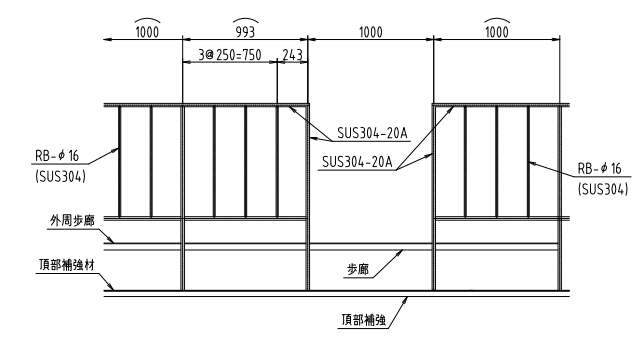 1000
993
1000
1000
3@250=750
243
SUS304-20A
SUS304-20A
RB-φ16
(SUS304)
RB-φ16
(SUS304)
外周歩廊
歩廊
頂部補強材
頂部補強